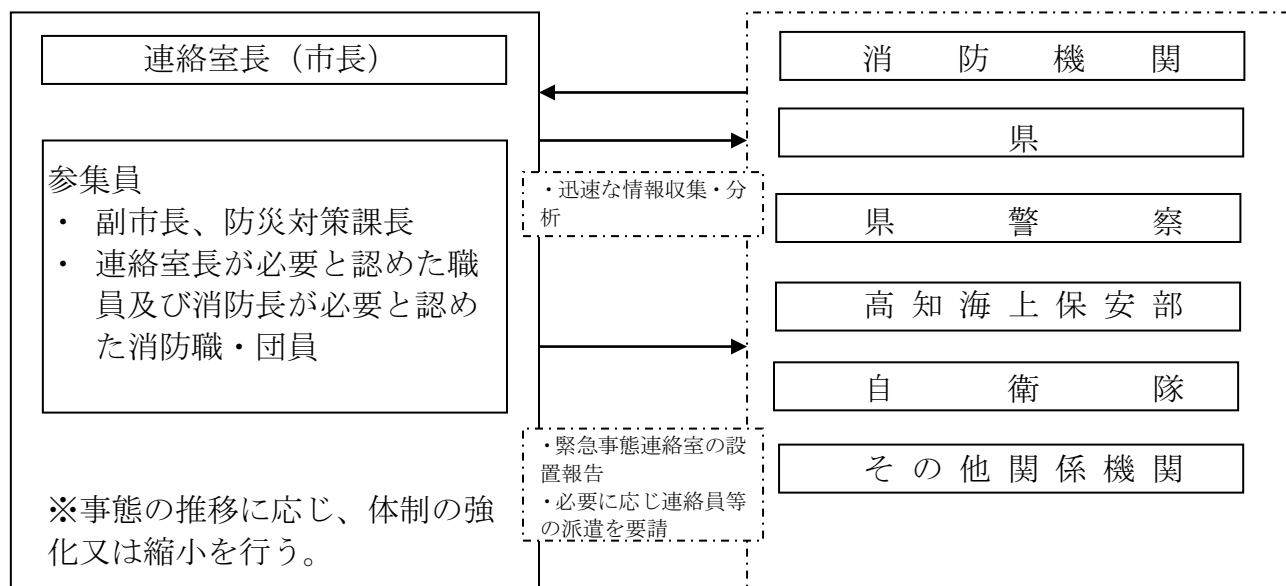 連絡室長（市長）
参集員
・ 副市長、防災対策課長
・ 連絡室長が必要と認めた職
員及び消防長が必要と認め
た消防職・団員
※事態の推移に応じ、体制の強
化又は縮小を行う。
・迅速な情報収集・分
析
・緊急事態連絡室の設
置報告
・必要に応じ連絡員等
の派遣を要請
消防機関
県
県警察
高知海上保安部
自衛隊
その他関係機関